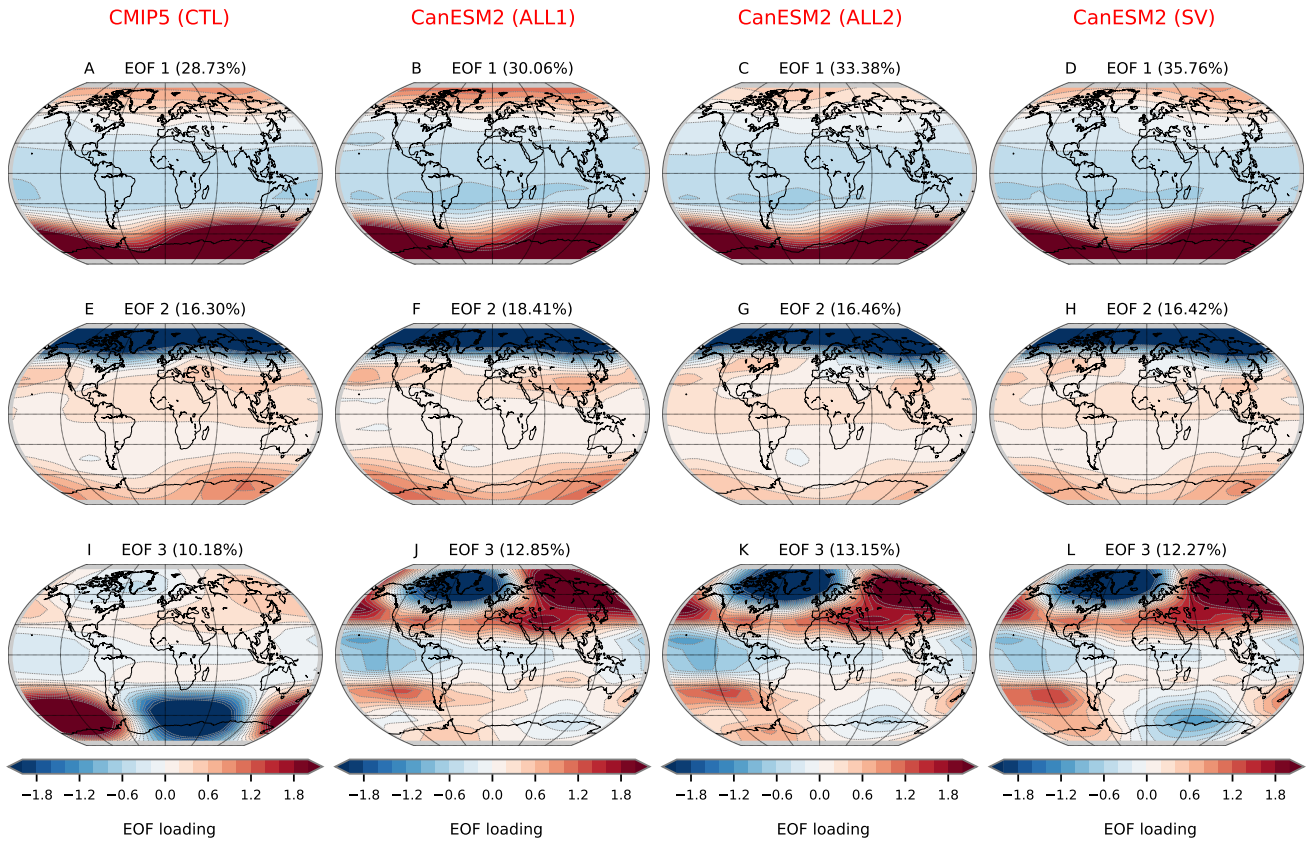 CMIP5 (CTL) CanESM2 (ALL1) CanESM2 (ALL2) CanESM2 (SV)
A EOF 1 (28.73%) B EOF 1 (30.06%) C EOF 1 (33.38%) D EOF 1 (35.76%)
E EOF 2 (16.30%) F EOF 2 (18.41%) G EOF 2 (16.46%) H EOF 2 (16.42%)
I EOF 3 (10.18%) J EOF 3 (12.85%) K EOF 3 (13.15%) L EOF 3 (12.27%)
−1.8 −1.2 −0.6 0.0 0.6 1.2 1.8 −1.8 −1.2 −0.6 0.0 0.6 1.2 1.8 −1.8 −1.2 −0.6 0.0 0.6 1.2 1.8 −1.8 −1.2 −0.6 0.0 0.6 1.2 1.8
EOF loading EOF loading EOF loading EOF loading